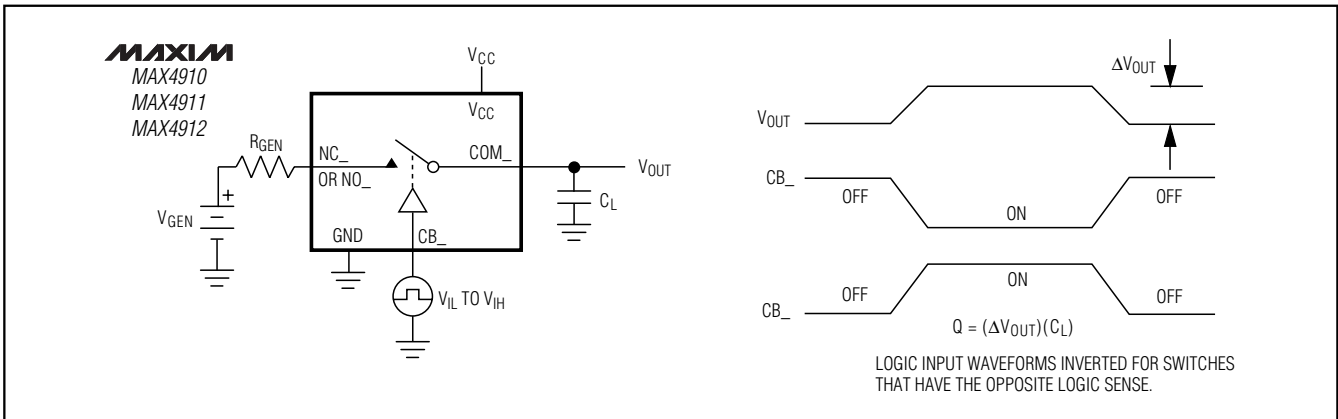 MAXIM
MAX4910
MAX4911
MAX4912
VCC
VCC
RGEN
NC_
OR NO_
COM_
VOUT
CL
VGEN
+
GND
CB_
VIL TO VIH
ΔVOUT
VOUT
CB_
OFF
ON
OFF
CB_
OFF
ON
OFF
Q = (ΔVOUT)(CL)
LOGIC INPUT WAVEFORMS INVERTED FOR SWITCHES
THAT HAVE THE OPPOSITE LOGIC SENSE.